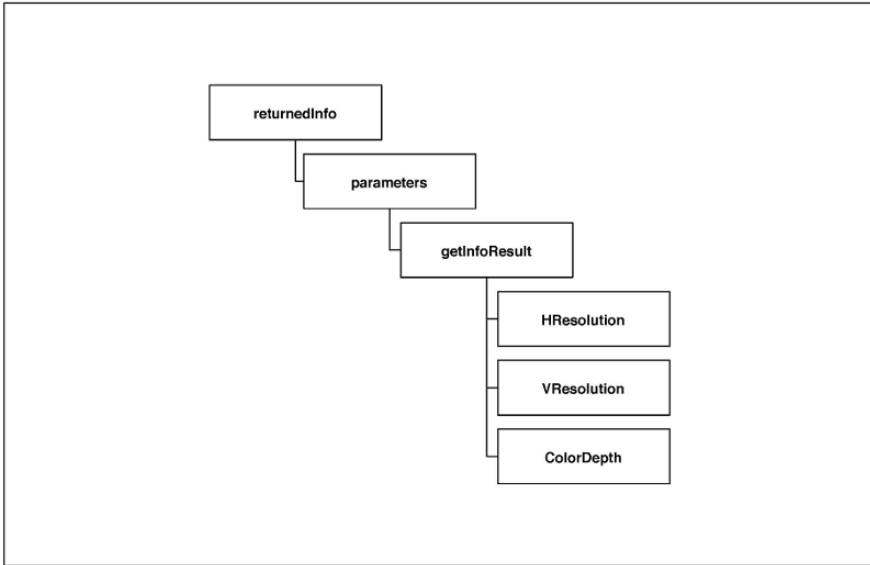 returnedInfo
parameters
getInfoResult
HResolution
VResolution
ColorDepth